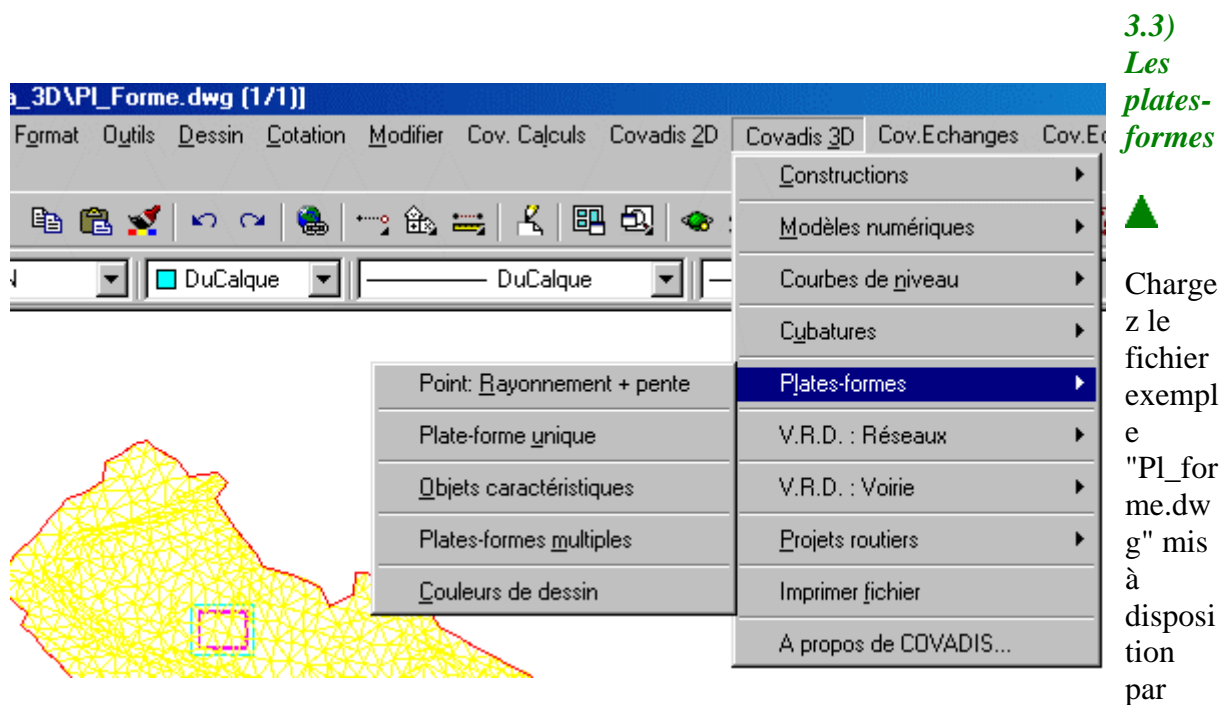 3.3)
Les
plates-
formes
a_3D\Pl_Forme.dwg (1/1)]
Format Outils Dessin Cotation Modifier Cov. Calculs Covadis 2D Covadis 3D Cov.Echanges
DuCalque DuCalque
Constructions
Modèles numériques
Courbes de niveau
Cubatures
Plates-formes
V.R.D. : Réseaux
V.R.D. : Voirie
Projets routiers
Imprimer fichier
A propos de COVADIS...
Point: Rayonnement + pente
Plate-forme unique
Objets caractéristiques
Plates-formes multiples
Couleurs de dessin
Charge
z le
fichier
exempl
e
"Pl_for
me.dw
g" mis
à
disposi
tion
par